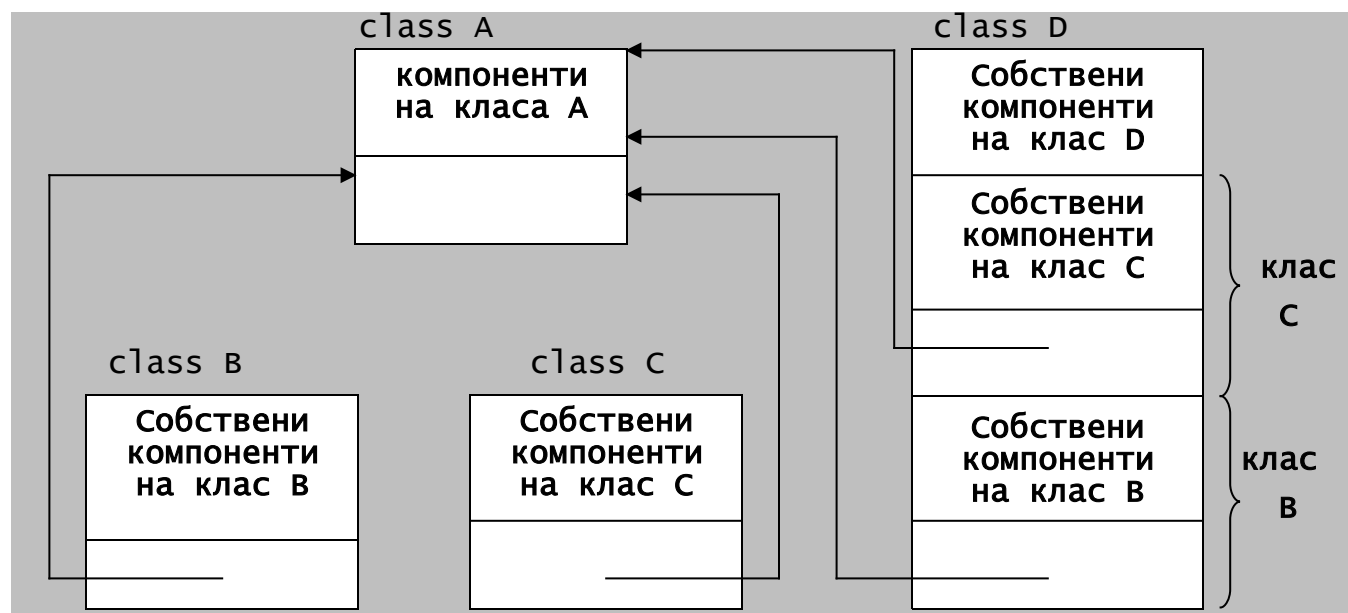 class A
компоненти
на класа A
class D
Собствени
компоненти
на клас D
Собствени
компоненти
на клас C
клас
C
Собствени
компоненти
на клас B
клас
B
class B
Собствени
компоненти
на клас B
class C
Собствени
компоненти
на клас C